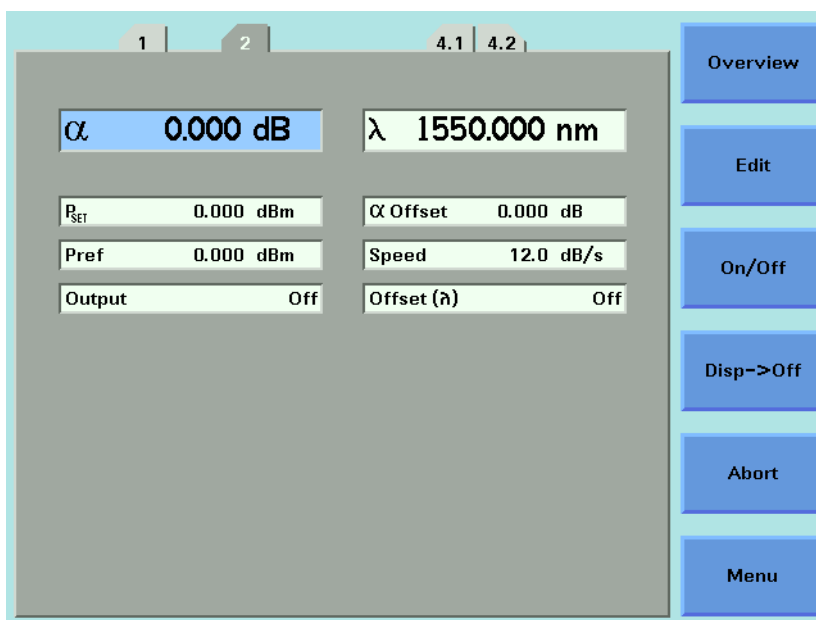 1 2 4.1 4.2
α 0.000 dB
λ 1550.000 nm
PSET 0.000 dBm
α Offset 0.000 dB
Pref 0.000 dBm
Speed 12.0 dB/s
Output Off
Offset (λ) Off
Overview
Edit
On/Off
Disp->Off
Abort
Menu